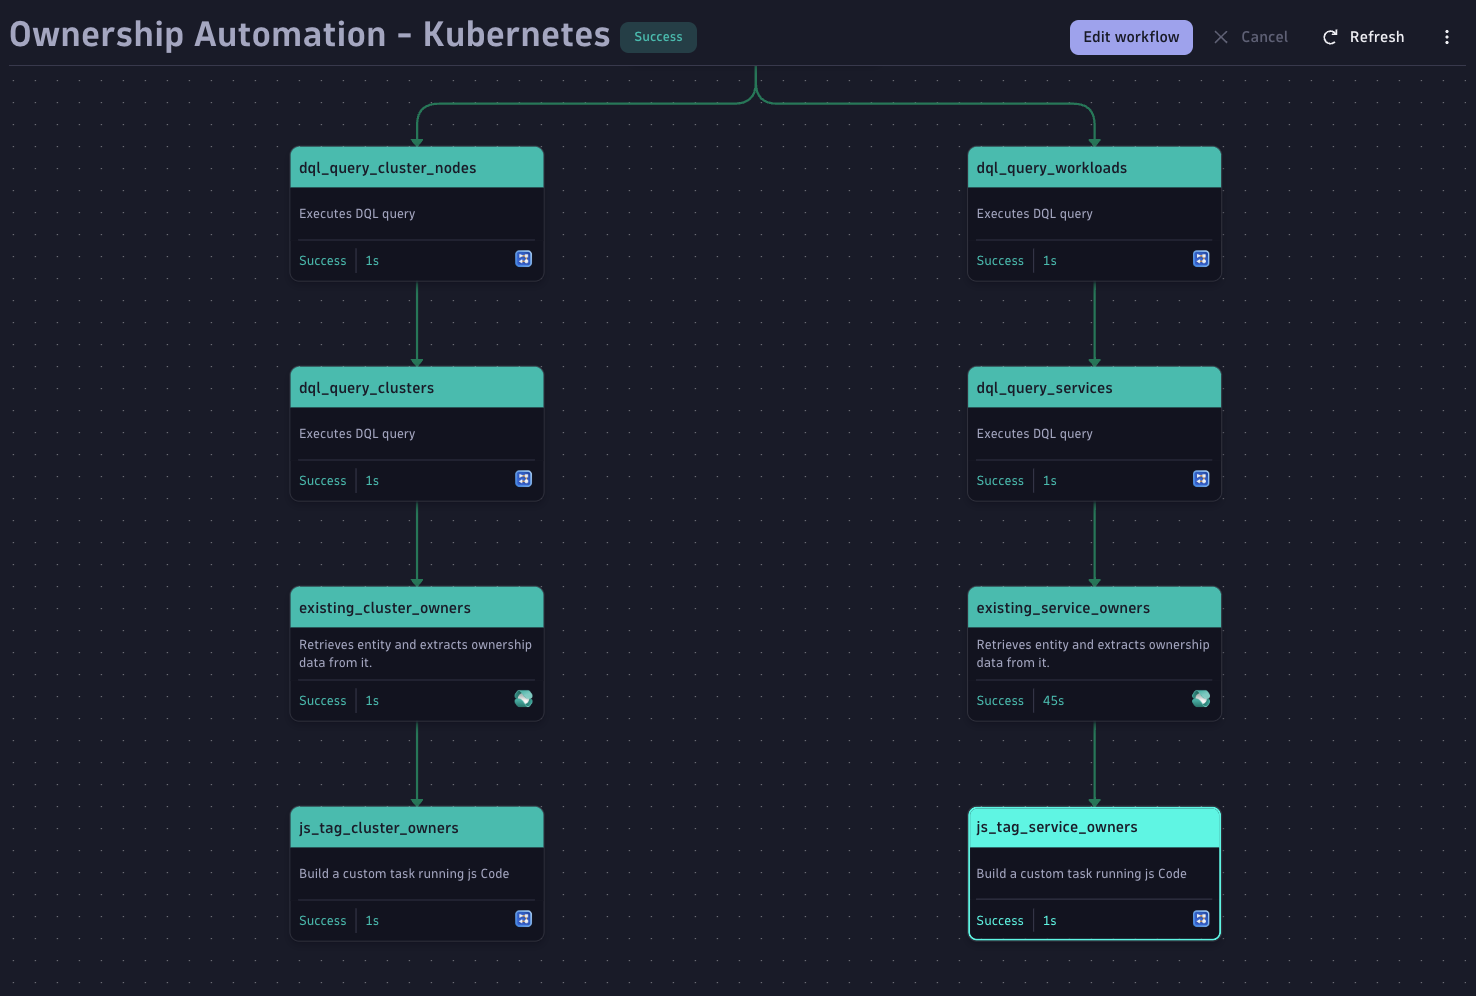 Ownership Automation - Kubernetes
Success
Edit workflow
Cancel
Refresh
dql_query_cluster_nodes
Executes DQL query
Success
1s
dql_query_workloads
Executes DQL query
Success
1s
dql_query_clusters
Executes DQL query
Success
1s
dql_query_services
Executes DQL query
Success
1s
existing_cluster_owners
Retrieves entity and extracts ownership
data from it.
Success
1s
existing_service_owners
Retrieves entity and extracts ownership
data from it.
Success
45s
js_tag_cluster_owners
Build a custom task running js Code
Success
1s
js_tag_service_owners
Build a custom task running js Code
Success
1s